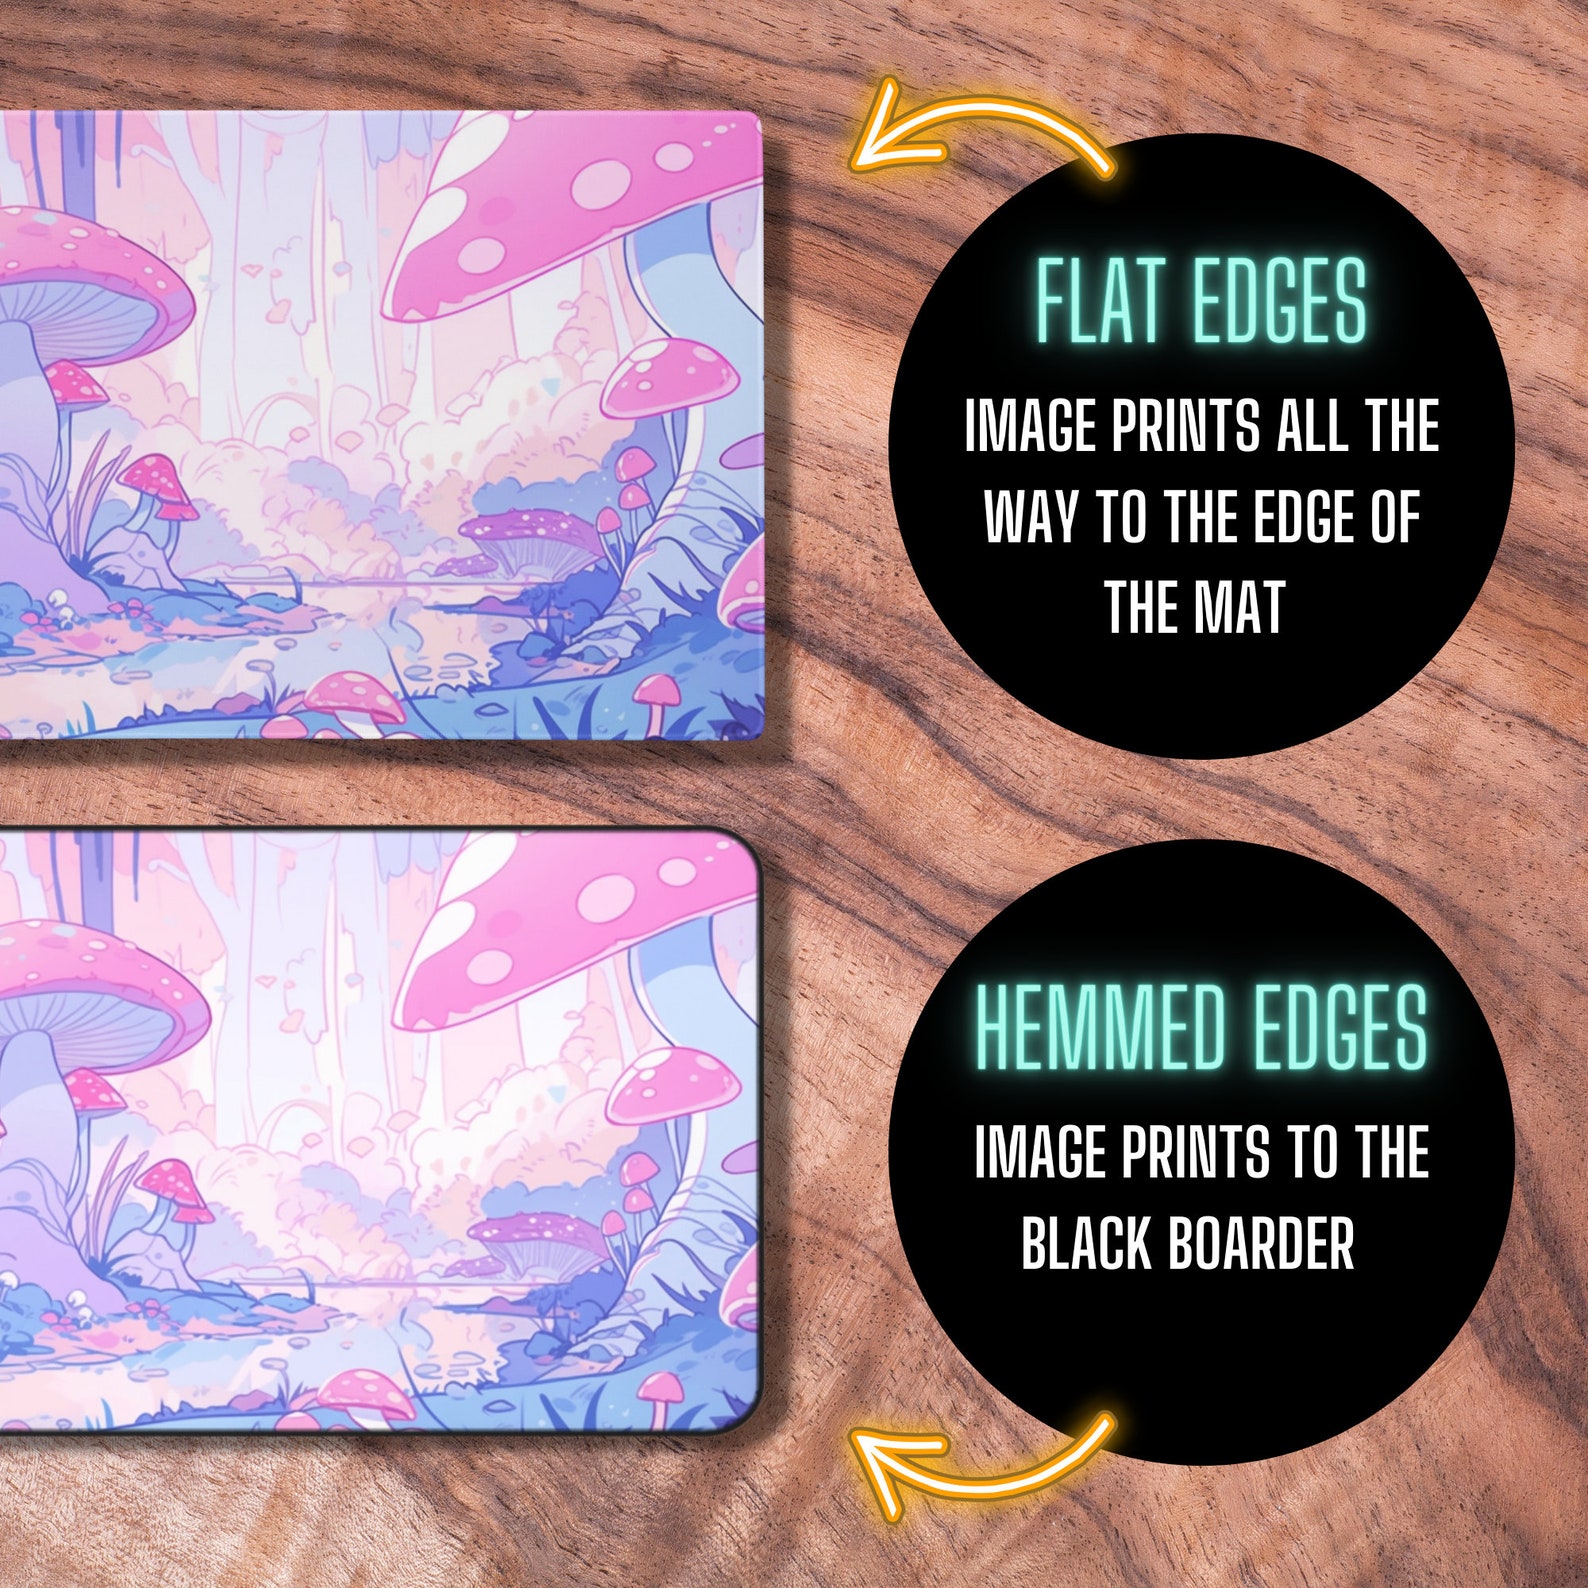 FLAT EDGES
IMAGE PRINTS ALL THE
WAY TO THE EDGE OF
THE MAT
HEMMED EDGES
IMAGE PRINTS TO THE
BLACK BOARDER